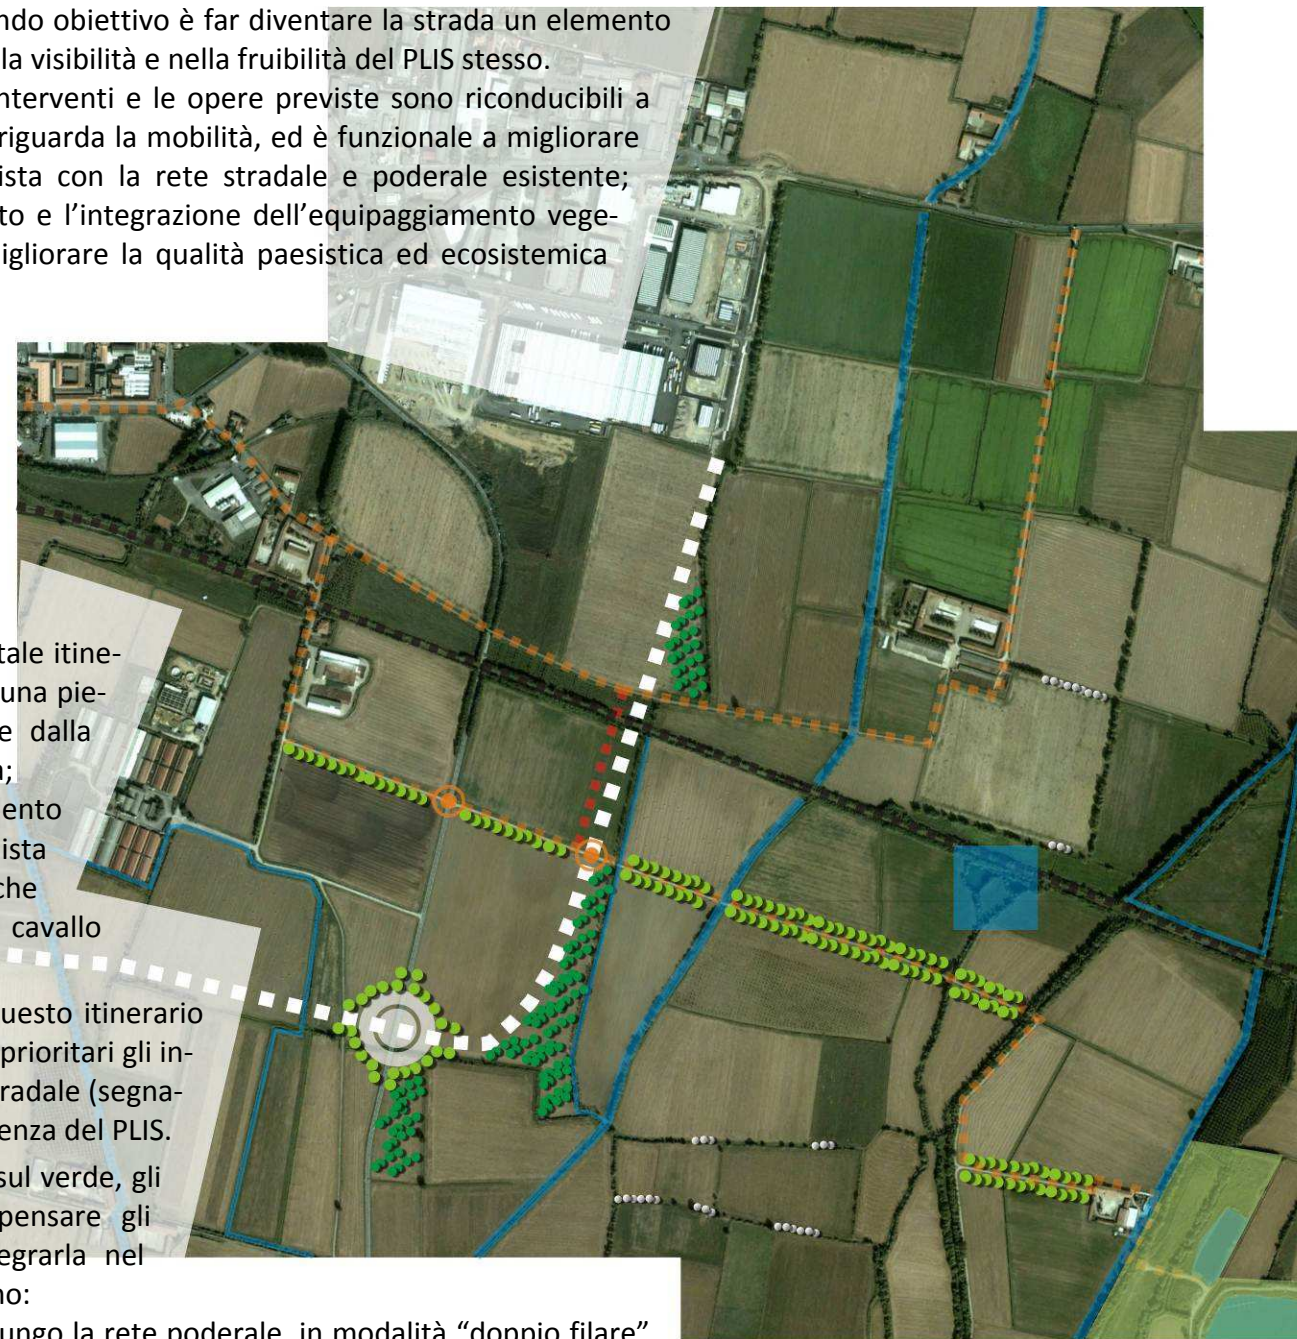 ndo obiettivo è far diventare la strada un elemento
la visibilità e nella fruibilità del PLIS stesso.
nterventi e le opere previste sono riconducibili a
riguarda la mobilità, ed è funzionale a migliorare
ista con la rete stradale e poderale esistente;
to e l’integrazione dell’equipaggiamento vege-
igliorare la qualità paesistica ed ecosistemica
tale itine-
una pie-
e dalla
;
ento
ista
che
cavallo
uesto itinerario
prioritari gli in-
radale (segna-
enza del PLIS.
sul verde, gli
pensare gli
egrarla nel
no:
ungo la rete poderale, in modalità “doppio filare”